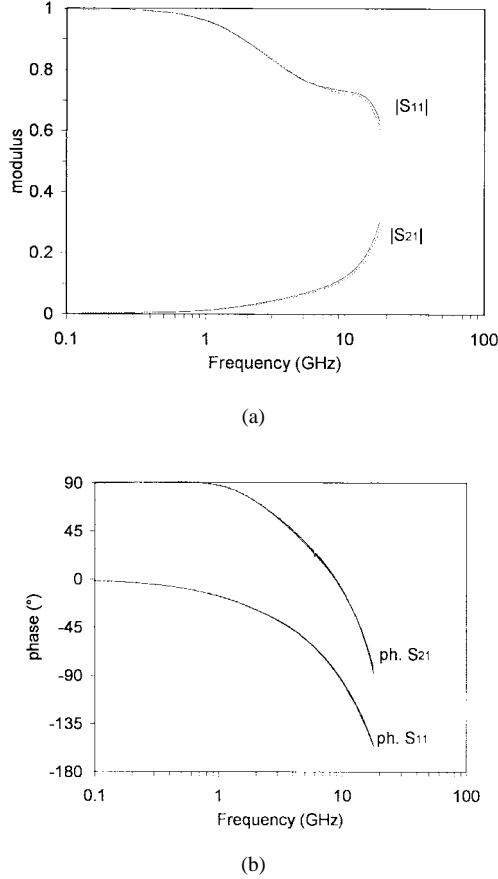 1
0.8
0.6
0.4
0.2
0
modulus
|S11|
|S21|
0.1
1
10
100
Frequency (GHz)
(a)
90
45
0
-45
-90
-135
-180
phase (°)
ph. S21
ph. S11
0.1
1
10
100
Frequency (GHz)
(b)